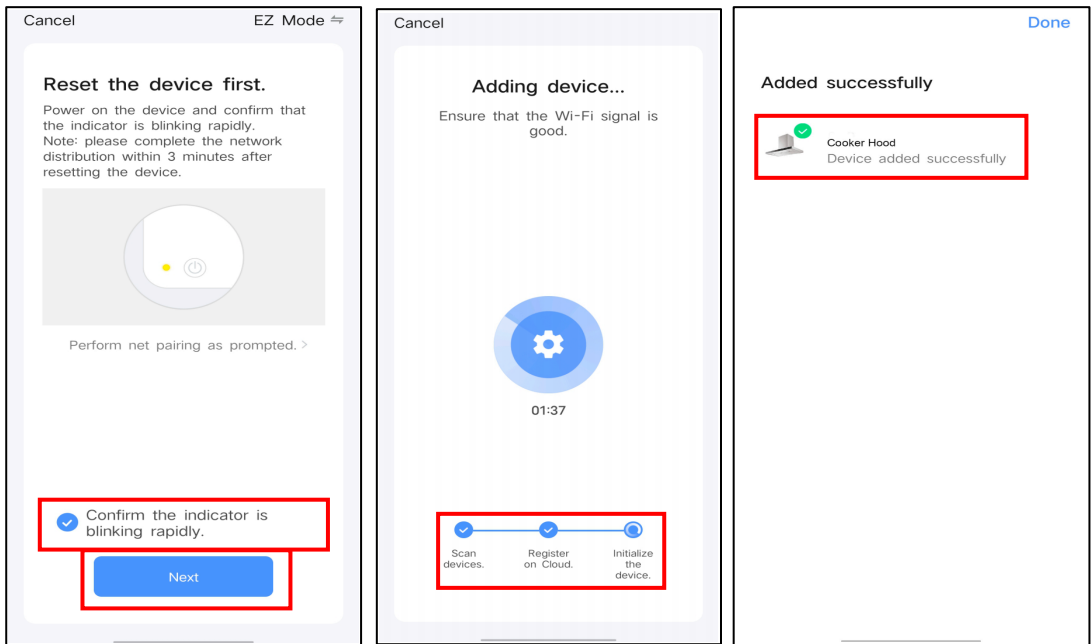 Cancel
EZ Mode
Reset the device first.
Power on the device and confirm that
the indicator is blinking rapidly.
Note: please complete the network
distribution within 3 minutes after
resetting the device.
Perform net pairing as prompted. >
Confirm the indicator is
blinking rapidly.
Next
Cancel
Adding device...
Ensure that the Wi-Fi signal is
good.
01:37
Scan
devices.
Register
on Cloud.
Initialize
the
device.
Done
Added successfully
Cooker Hood
Device added successfully